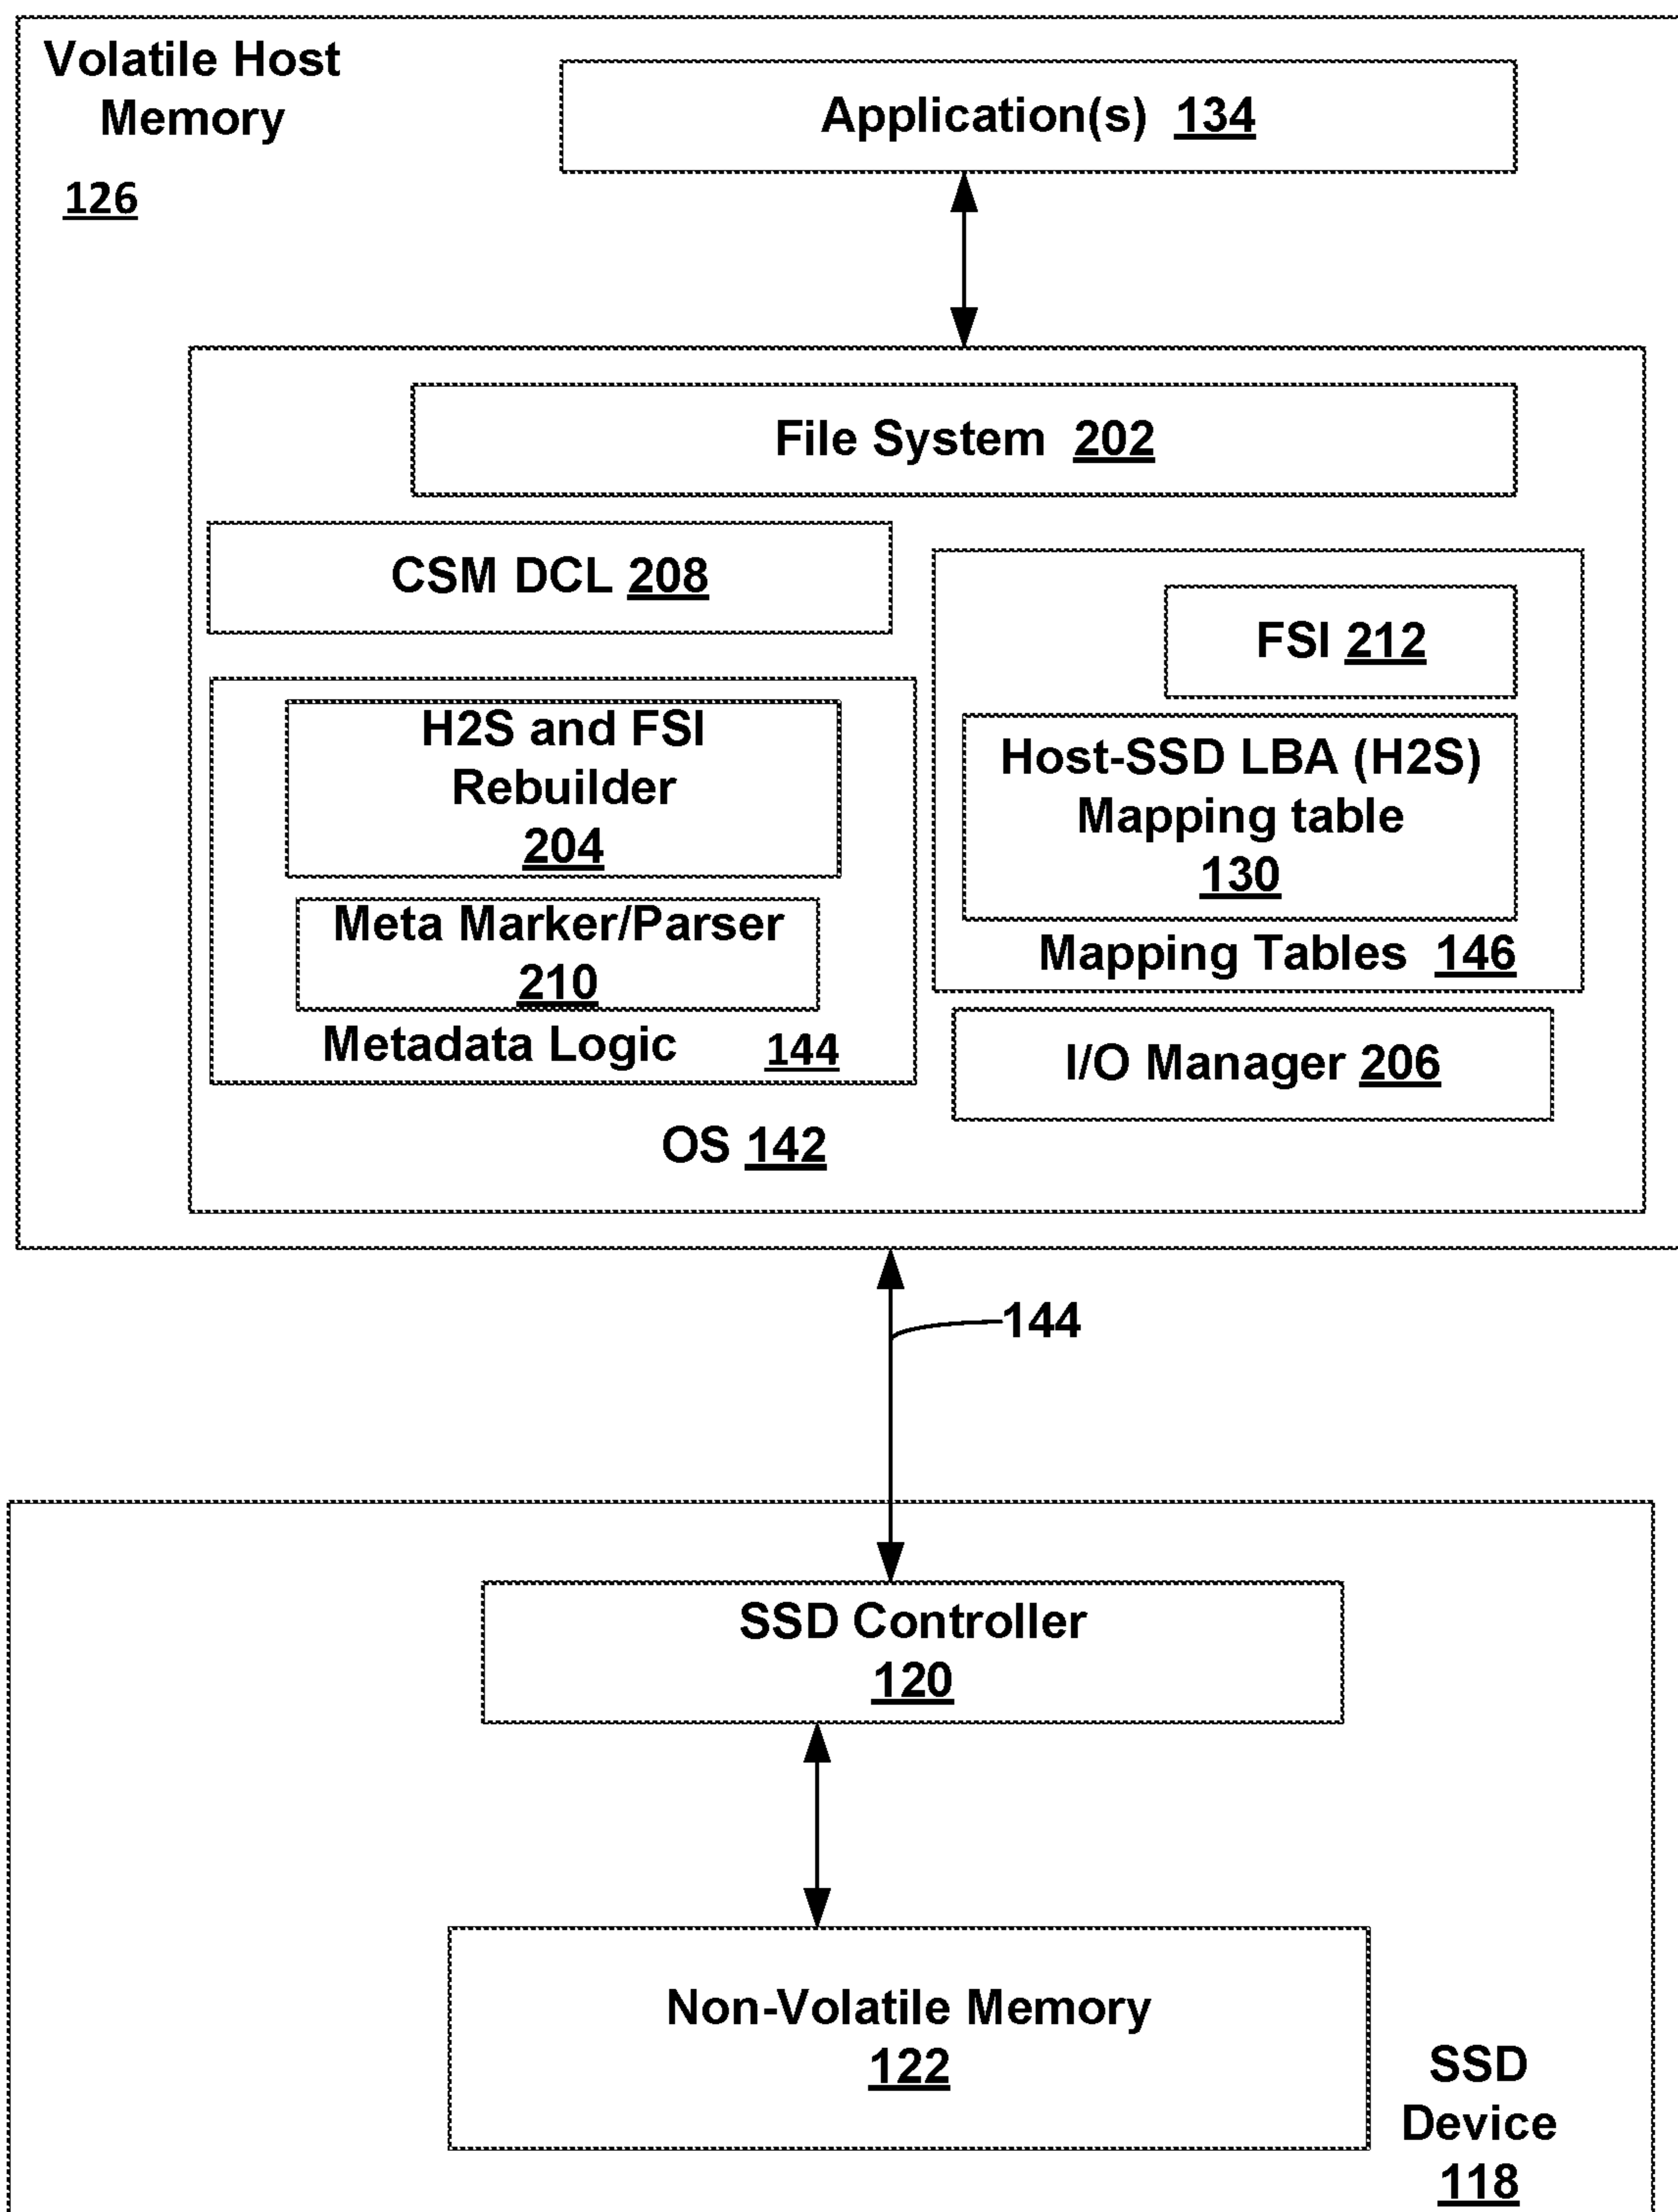 Volatile Host
Memory
126
Application(s) 134
File System 202
CSM DCL 208
FSI 212
H2S and FSI
Rebuilder
204
Host-SSD LBA (H2S)
Mapping table
130
Meta Marker/Parser
210
Mapping Tables 146
Metadata Logic 144
I/O Manager 206
OS 142
144
SSD Controller
120
Non-Volatile Memory
122
SSD
Device
118